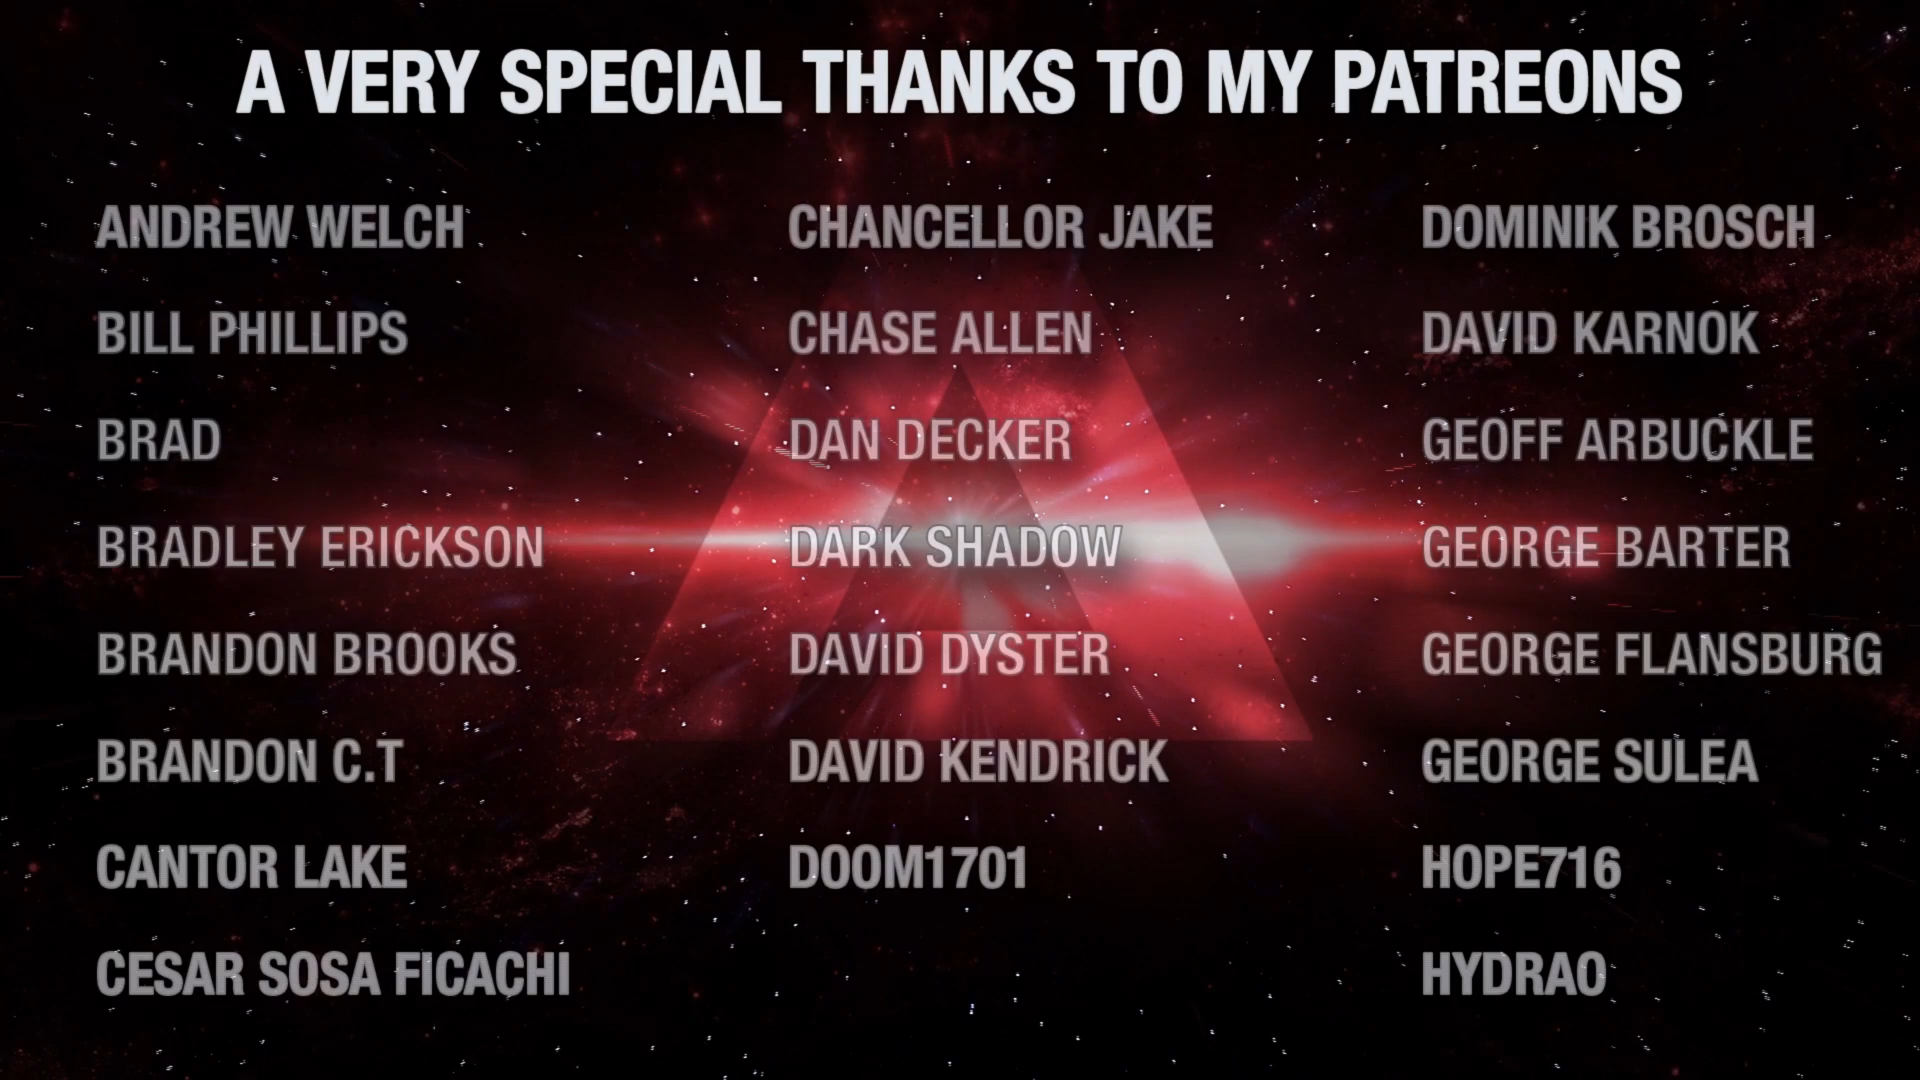 A VERY SPECIAL THANKS TO MY PATREONS
ANDREW WELCH
BILL PHILLIPS
BRAD
BRADLEY ERICKSON
BRANDON BROOKS
BRANDON C.T
CANTOR LAKE
CESAR SOSA FICACHI
CHANCELLOR JAKE
CHASE ALLEN
DAN DECKER
DARK SHADOW
DAVID DYSTER
DAVID KENDRICK
DOOM1701
DOMINIK BROSCH
DAVID KARNOK
GEOFF ARBUCKLE
GEORGE BARTER
GEORGE FLANSBURG
GEORGE SULEA
HOPE716
HYDRAO